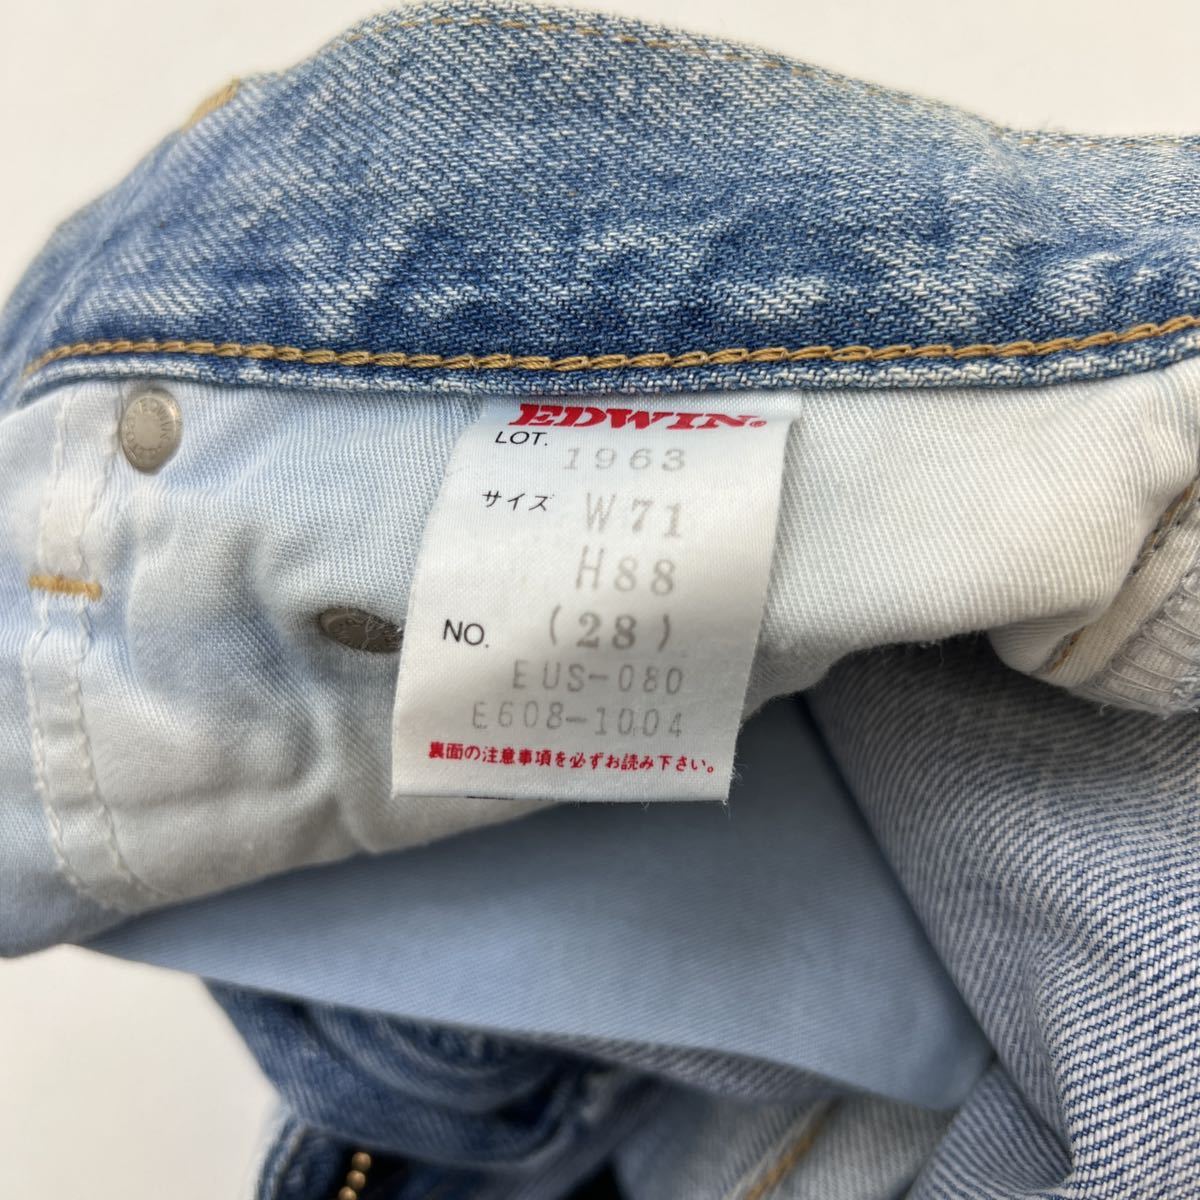 EDWIN®
LOT. 1963
サイズ W71
H88
NO. (28)
EUS-080
E608-1004
裏面の注意事項を必ずお読み下さい。